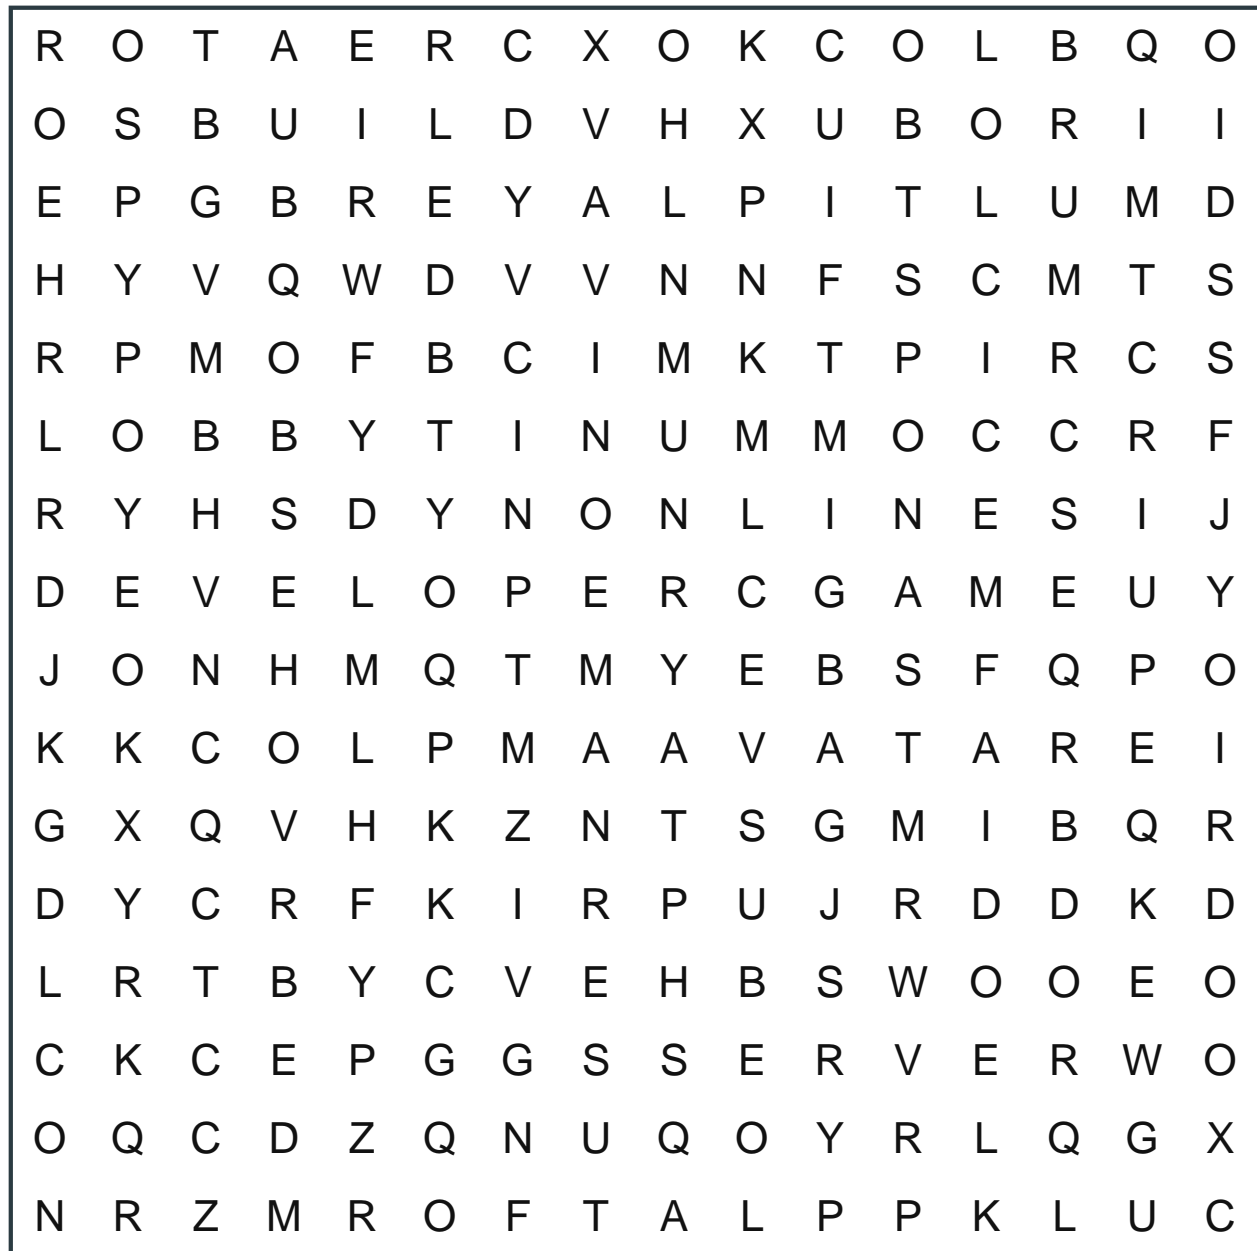 R O T A E R C X O K C O L B Q O
O S B U I L D V H X U B O R I I
E P G B R E Y A L P I T L U M D
H Y V Q W D V V N N F S C M T S
R P M O F B C I M K T P I R C S
L O B B Y T I N U M M O C C R F
R Y H S D Y N O N L I N E S I J
D E V E L O P E R C G A M E U Y
J O N H M Q T M Y E B S F Q P O
K K C O L P M A A V A T A R E I
G X Q V H K Z N T S G M I B Q R
D Y C R F K I R P U J R D D K D
L R T B Y C V E H B S W O O E O
C K C E P G G S S E R V E R W O
O Q C D Z Q N U Q O Y R L Q G X
N R Z M R O F T A L P P K L U C